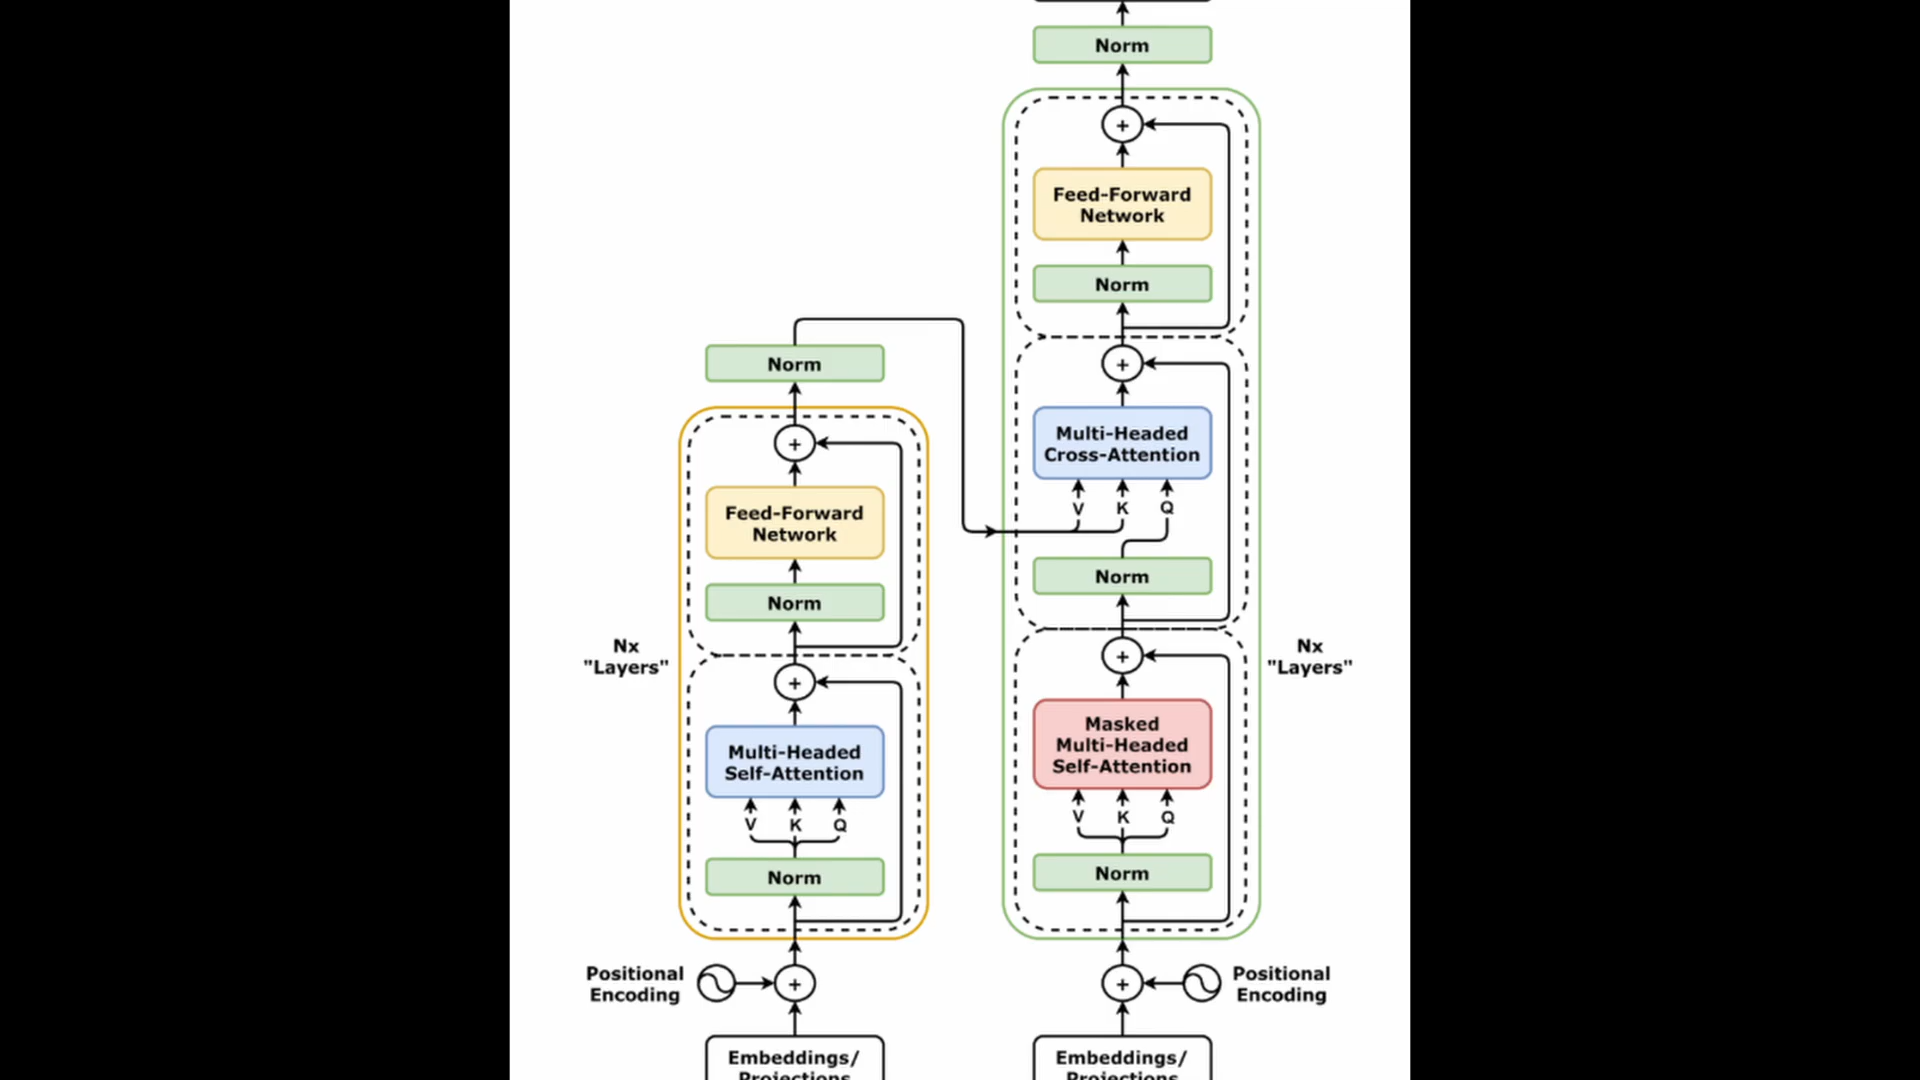 Norm
Feed-Forward
Network
Norm
Multi-Headed
Cross-Attention
V K Q
Norm
Masked
Multi-Headed
Self-Attention
V K Q
Norm
Nx
"Layers"
Positional
Encoding
Embeddings/
Projections
Norm
Feed-Forward
Network
Norm
Multi-Headed
Self-Attention
V K Q
Norm
Nx
"Layers"
Positional
Encoding
Embeddings/
Projections